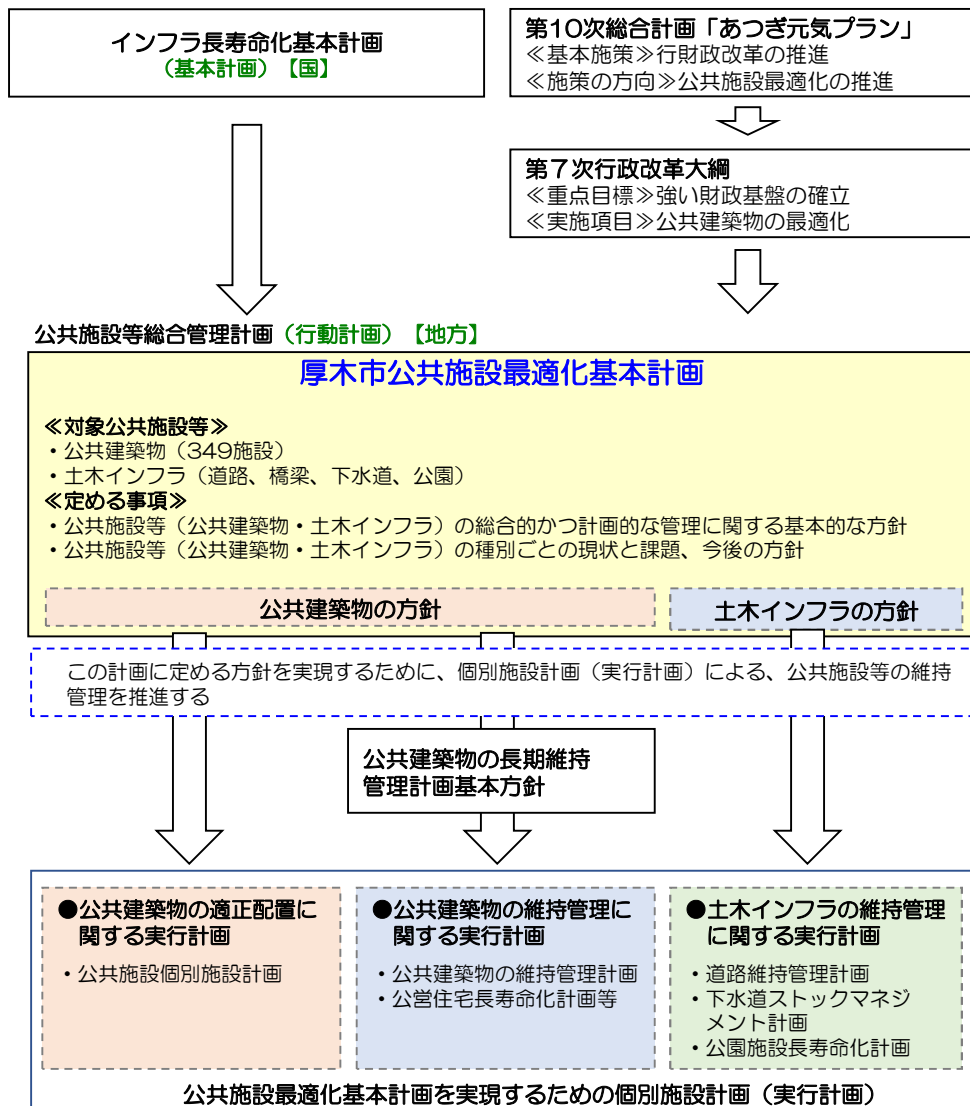 インフラ長寿命化基本計画
（基本計画）【国】
第10次総合計画「あつぎ元気プラン」
≪基本施策≫行財政改革の推進
≪施策の方向≫公共施設最適化の推進
第７次行政改革大綱
≪重点目標≫強い財政基盤の確立
≪実施項目≫公共建築物の最適化
公共施設等総合管理計画（行動計画）【地方】
厚木市公共施設最適化基本計画
≪対象公共施設等≫
・公共建築物（349施設）
・土木インフラ（道路、橋梁、下水道、公園）
≪定める事項≫
・公共施設等（公共建築物・土木インフラ）の総合的かつ計画的な管理に関する基本的な方針
・公共施設等（公共建築物・土木インフラ）の種別ごとの現状と課題、今後の方針
公共建築物の方針
土木インフラの方針
この計画に定める方針を実現するために、個別施設計画（実行計画）による、公共施設等の維持
管理を推進する
公共建築物の長期維持
管理計画基本方針
●公共建築物の適正配置に
関する実行計画
・公共施設個別施設計画
●公共建築物の維持管理に
関する実行計画
・公共建築物の維持管理計画
・公営住宅長寿命化計画等
●土木インフラの維持管理
に関する実行計画
・道路維持管理計画
・下水道ストックマネジ
メント計画
・公園施設長寿命化計画
公共施設最適化基本計画を実現するための個別施設計画（実行計画）